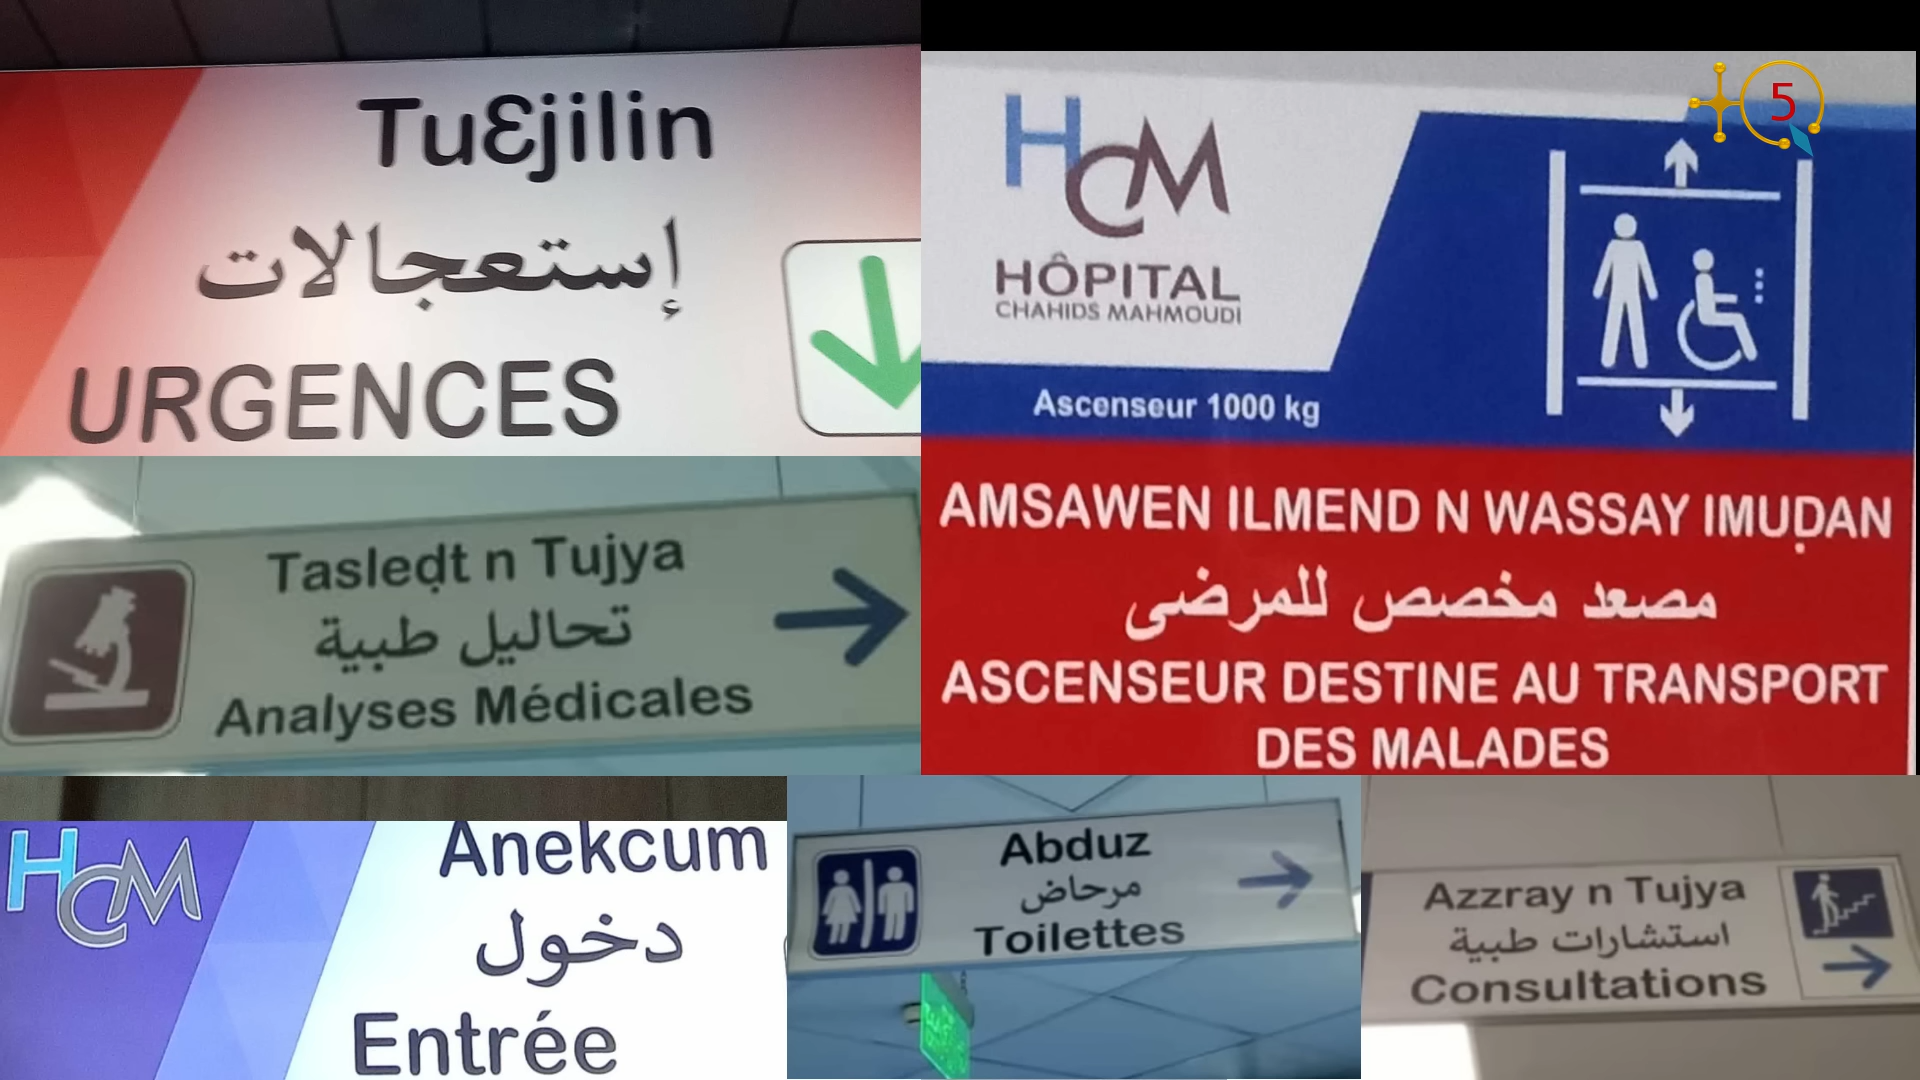 Tuɛjilin
إستعجالات
URGENCES
HCM
HÔPITAL
CHAHIDS MAHMOUDI
5
Ascenseur 1000 kg
AMSAWEN ILMEND N WASSAY IMUḌAN
مصعد مخصص للمرضى
ASCENSEUR DESTINE AU TRANSPORT
DES MALADES
Tasleḍt n Tujya
تحاليل طبية
Analyses Médicales
HCM
Anekcum
دخول
Entrée
Abduz
مرحاض
Toilettes
Azzray n Tujya
استشارات طبية
Consultations